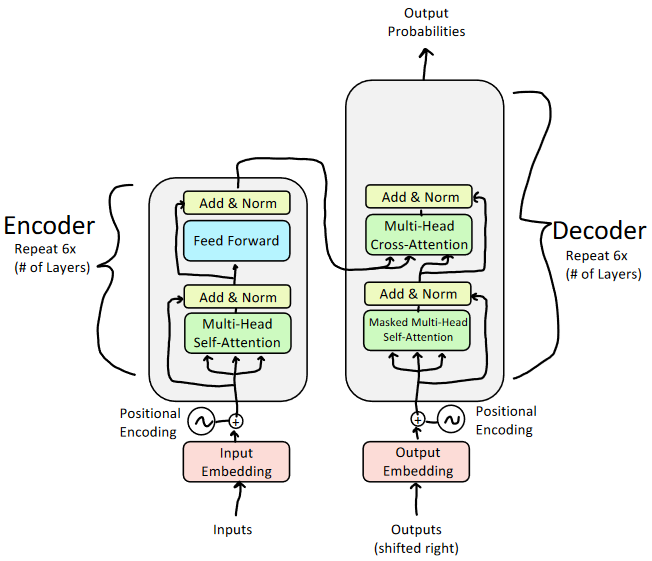 Output
Probabilities
Encoder
Repeat 6x
(# of Layers)
Add & Norm
Feed Forward
Add & Norm
Multi-Head
Self-Attention
Positional
Encoding
+
Input
Embedding
Inputs
Add & Norm
Multi-Head
Cross-Attention
Add & Norm
Masked Multi-Head
Self-Attention
+
Positional
Encoding
Output
Embedding
Outputs
(shifted right)
Decoder
Repeat 6x
(# of Layers)